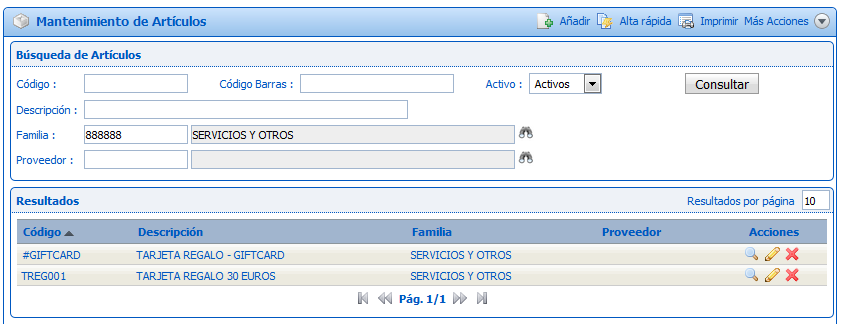 Mantenimiento de Artículos Añadir Alta rápida Imprimir Más Acciones
Búsqueda de Artículos
Código : Código Barras : Activo : Activos Consultar
Descripción :
Familia : 888888 SERVICIOS Y OTROS
Proveedor :
Resultados Resultados por página 10
Código Descripción Familia Proveedor Acciones
#GIFTCARD TARJETA REGALO - GIFTCARD SERVICIOS Y OTROS
TREG001 TARJETA REGALO 30 EUROS SERVICIOS Y OTROS
Pág. 1/1